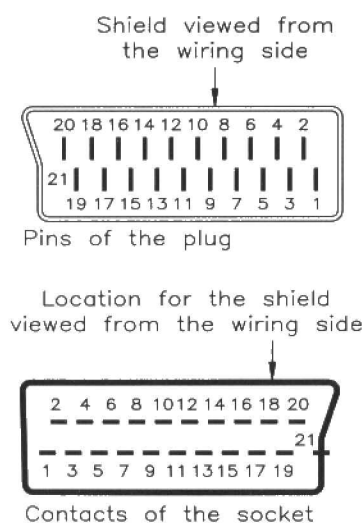 Shield viewed from
the wiring side
20 18 16 14 12 10 8 6 4 2
21
19 17 15 13 11 9 7 5 3 1
Pins of the plug
Location for the shield
viewed from the wiring side
2 4 6 8 10 12 14 16 18 20
21
1 3 5 7 9 11 13 15 17 19
Contacts of the socket